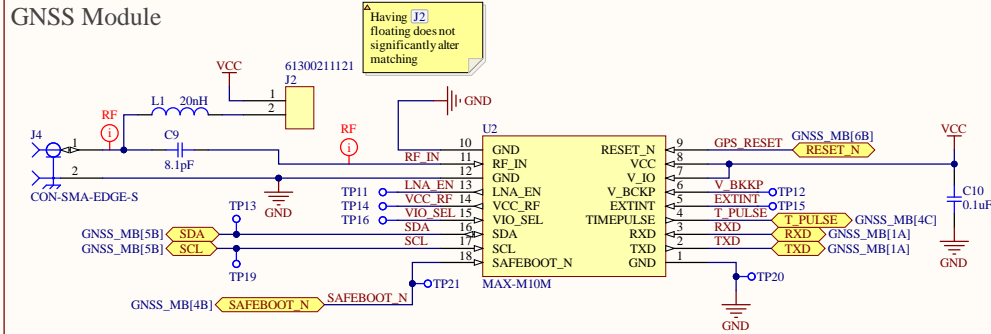 GNSS Module
Having J2
floating does not
significantly alter
matching
VCC
61300211121
J2
1
2
L1 20nH
RF
J4
1
2
C9
8.1pF
RF
CON-SMA-EDGE-S
GND
GND
U2
RF_IN
10 GND
11 RF_IN
12 GND
LNA_EN 13 LNA_EN
VCC_RF 14 VCC_RF
VIO_SEL 15 VIO_SEL
SDA 16 SDA
SCL 17 SCL
18 SAFEBOOT_N
RESET_N 9 GPS_RESET
VCC 8
V_IO 7
V_BCKP 6 V_BKKP
EXTINT 5 EXTINT
TIMEPULSE 4 T_PULSE
RXD 3 RXD
TXD 2 TXD
GND 1
MAX-M10M
TP11
TP14
TP16
TP13
GNSS_MB[5B] SDA
GNSS_MB[5B] SCL
TP19
TP21
GNSS_MB[4B] SAFEBOOT_N SAFEBOOT_N
GNSS_MB[6B]
RESET_N
VCC
TP12
TP15
T_PULSE GNSS_MB[4C]
RXD GNSS_MB[1A]
TXD GNSS_MB[1A]
TP20
GND
C10
0.1uF
GND